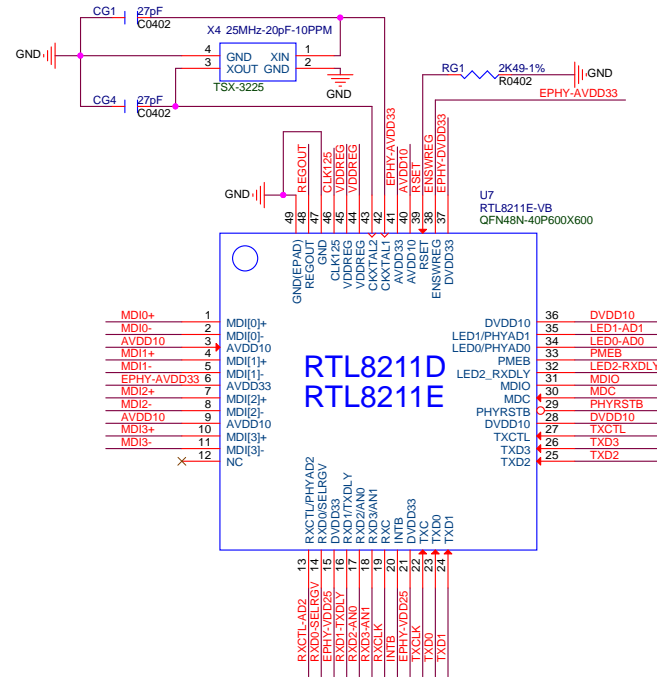 CG1 27pF
C0402
X4 25MHz-20pF-10PPM
GND
4 GND XIN 1
3 XOUT GND 2
TSX-3225
GND
CG4 27pF
C0402
RG1 2K49-1%
R0402
GND
EPHY-AVDD33
REGOUT
CLK125
VDDREG
VDDREG
EPHY-AVDD33
AVDD10
RSET
ENSWREG
EPHY-DVDD33
GND
U7
RTL8211E-VB
QFN48N-40P600X600
49 GND(EPAD)
48 REGOUT
47 GND
46 CLK125
45 VDDREG
44 VDDREG
43 CKXTAL2
42 CKXTAL1
41 AVDD33
40 AVDD10
39 RSET
38 ENSWREG
37 DVDD33
MDI0+ 1 MDI[0]+
MDI0- 2 MDI[0]-
AVDD10 3 AVDD10
MDI1+ 4 MDI[1]+
MDI1- 5 MDI[1]-
EPHY-AVDD33 6 AVDD33
MDI2+ 7 MDI[2]+
MDI2- 8 MDI[2]-
AVDD10 9 AVDD10
MDI3+ 10 MDI[3]+
MDI3- 11 MDI[3]-
12 NC
RTL8211D
RTL8211E
DVDD10 36 DVDD10
LED1/PHYAD1 35 LED1-AD1
LED0/PHYAD0 34 LED0-AD0
PMEB 33 PMEB
LED2_RXDLY 32 LED2-RXDLY
MDIO 31 MDIO
MDC 30 MDC
PHYRSTB 29 PHYRSTB
DVDD10 28 DVDD10
TXCTL 27 TXCTL
TXD3 26 TXD3
TXD2 25 TXD2
RXCTL/PHYAD2 13 RXCTL-AD2
RXD0/SELRGV 14 RXD0-SELRGV
DVDD33 15 EPHY-VDD25
RXD1/TXDLY 16 RXD1-TXDLY
RXD2/AN0 17 RXD2-AN0
RXD3/AN1 18 RXD3-AN1
RXC 19 RXCLK
INTB 20 INTB
DVDD33 21 EPHY-VDD25
TXC 22 TXCLK
TXD0 23 TXD0
TXD1 24 TXD1